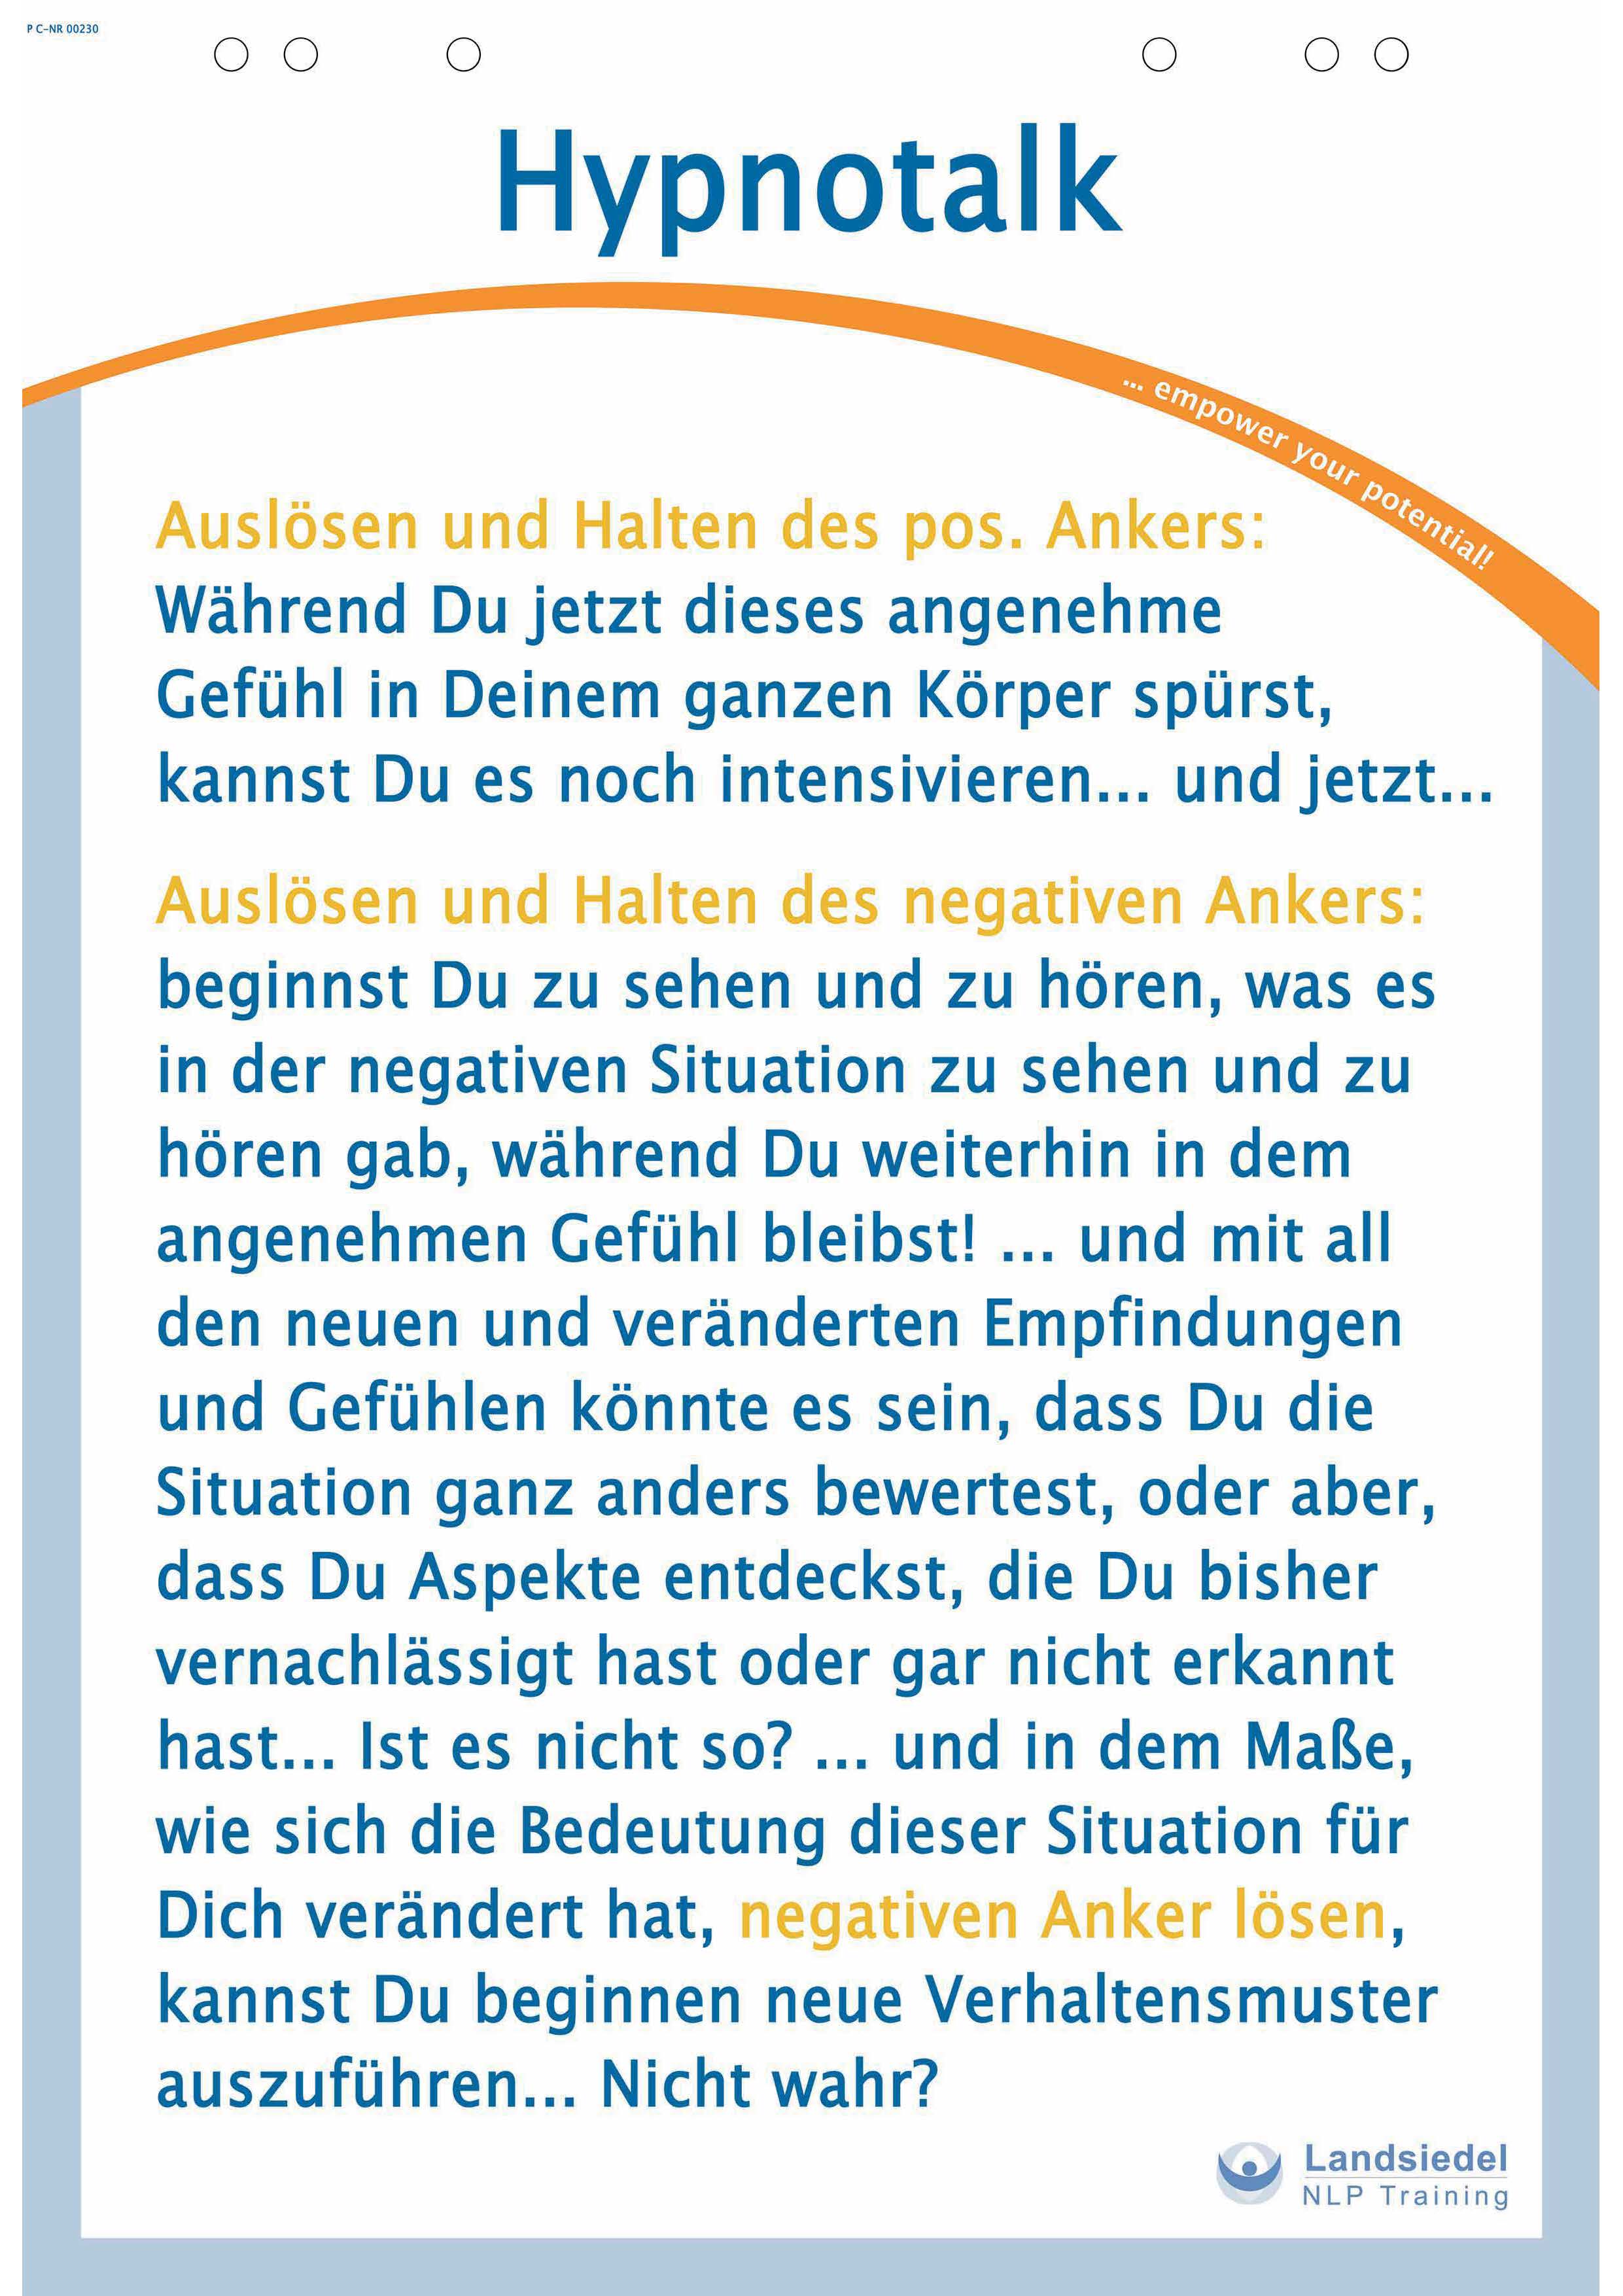 P C-NR 00230
Hypnotalk
... empower your potential!
Auslösen und Halten des pos. Ankers:
Während Du jetzt dieses angenehme
Gefühl in Deinem ganzen Körper spürst,
kannst Du es noch intensivieren... und jetzt...
Auslösen und Halten des negativen Ankers:
beginnst Du zu sehen und zu hören, was es
in der negativen Situation zu sehen und zu
hören gab, während Du weiterhin in dem
angenehmen Gefühl bleibst! ... und mit all
den neuen und veränderten Empfindungen
und Gefühlen könnte es sein, dass Du die
Situation ganz anders bewertest, oder aber,
dass Du Aspekte entdeckst, die Du bisher
vernachlässigt hast oder gar nicht erkannt
hast... Ist es nicht so? ... und in dem Maße,
wie sich die Bedeutung dieser Situation für
Dich verändert hat, negativen Anker lösen,
kannst Du beginnen neue Verhaltensmuster
auszuführen... Nicht wahr?
Landsiedel
NLP Training